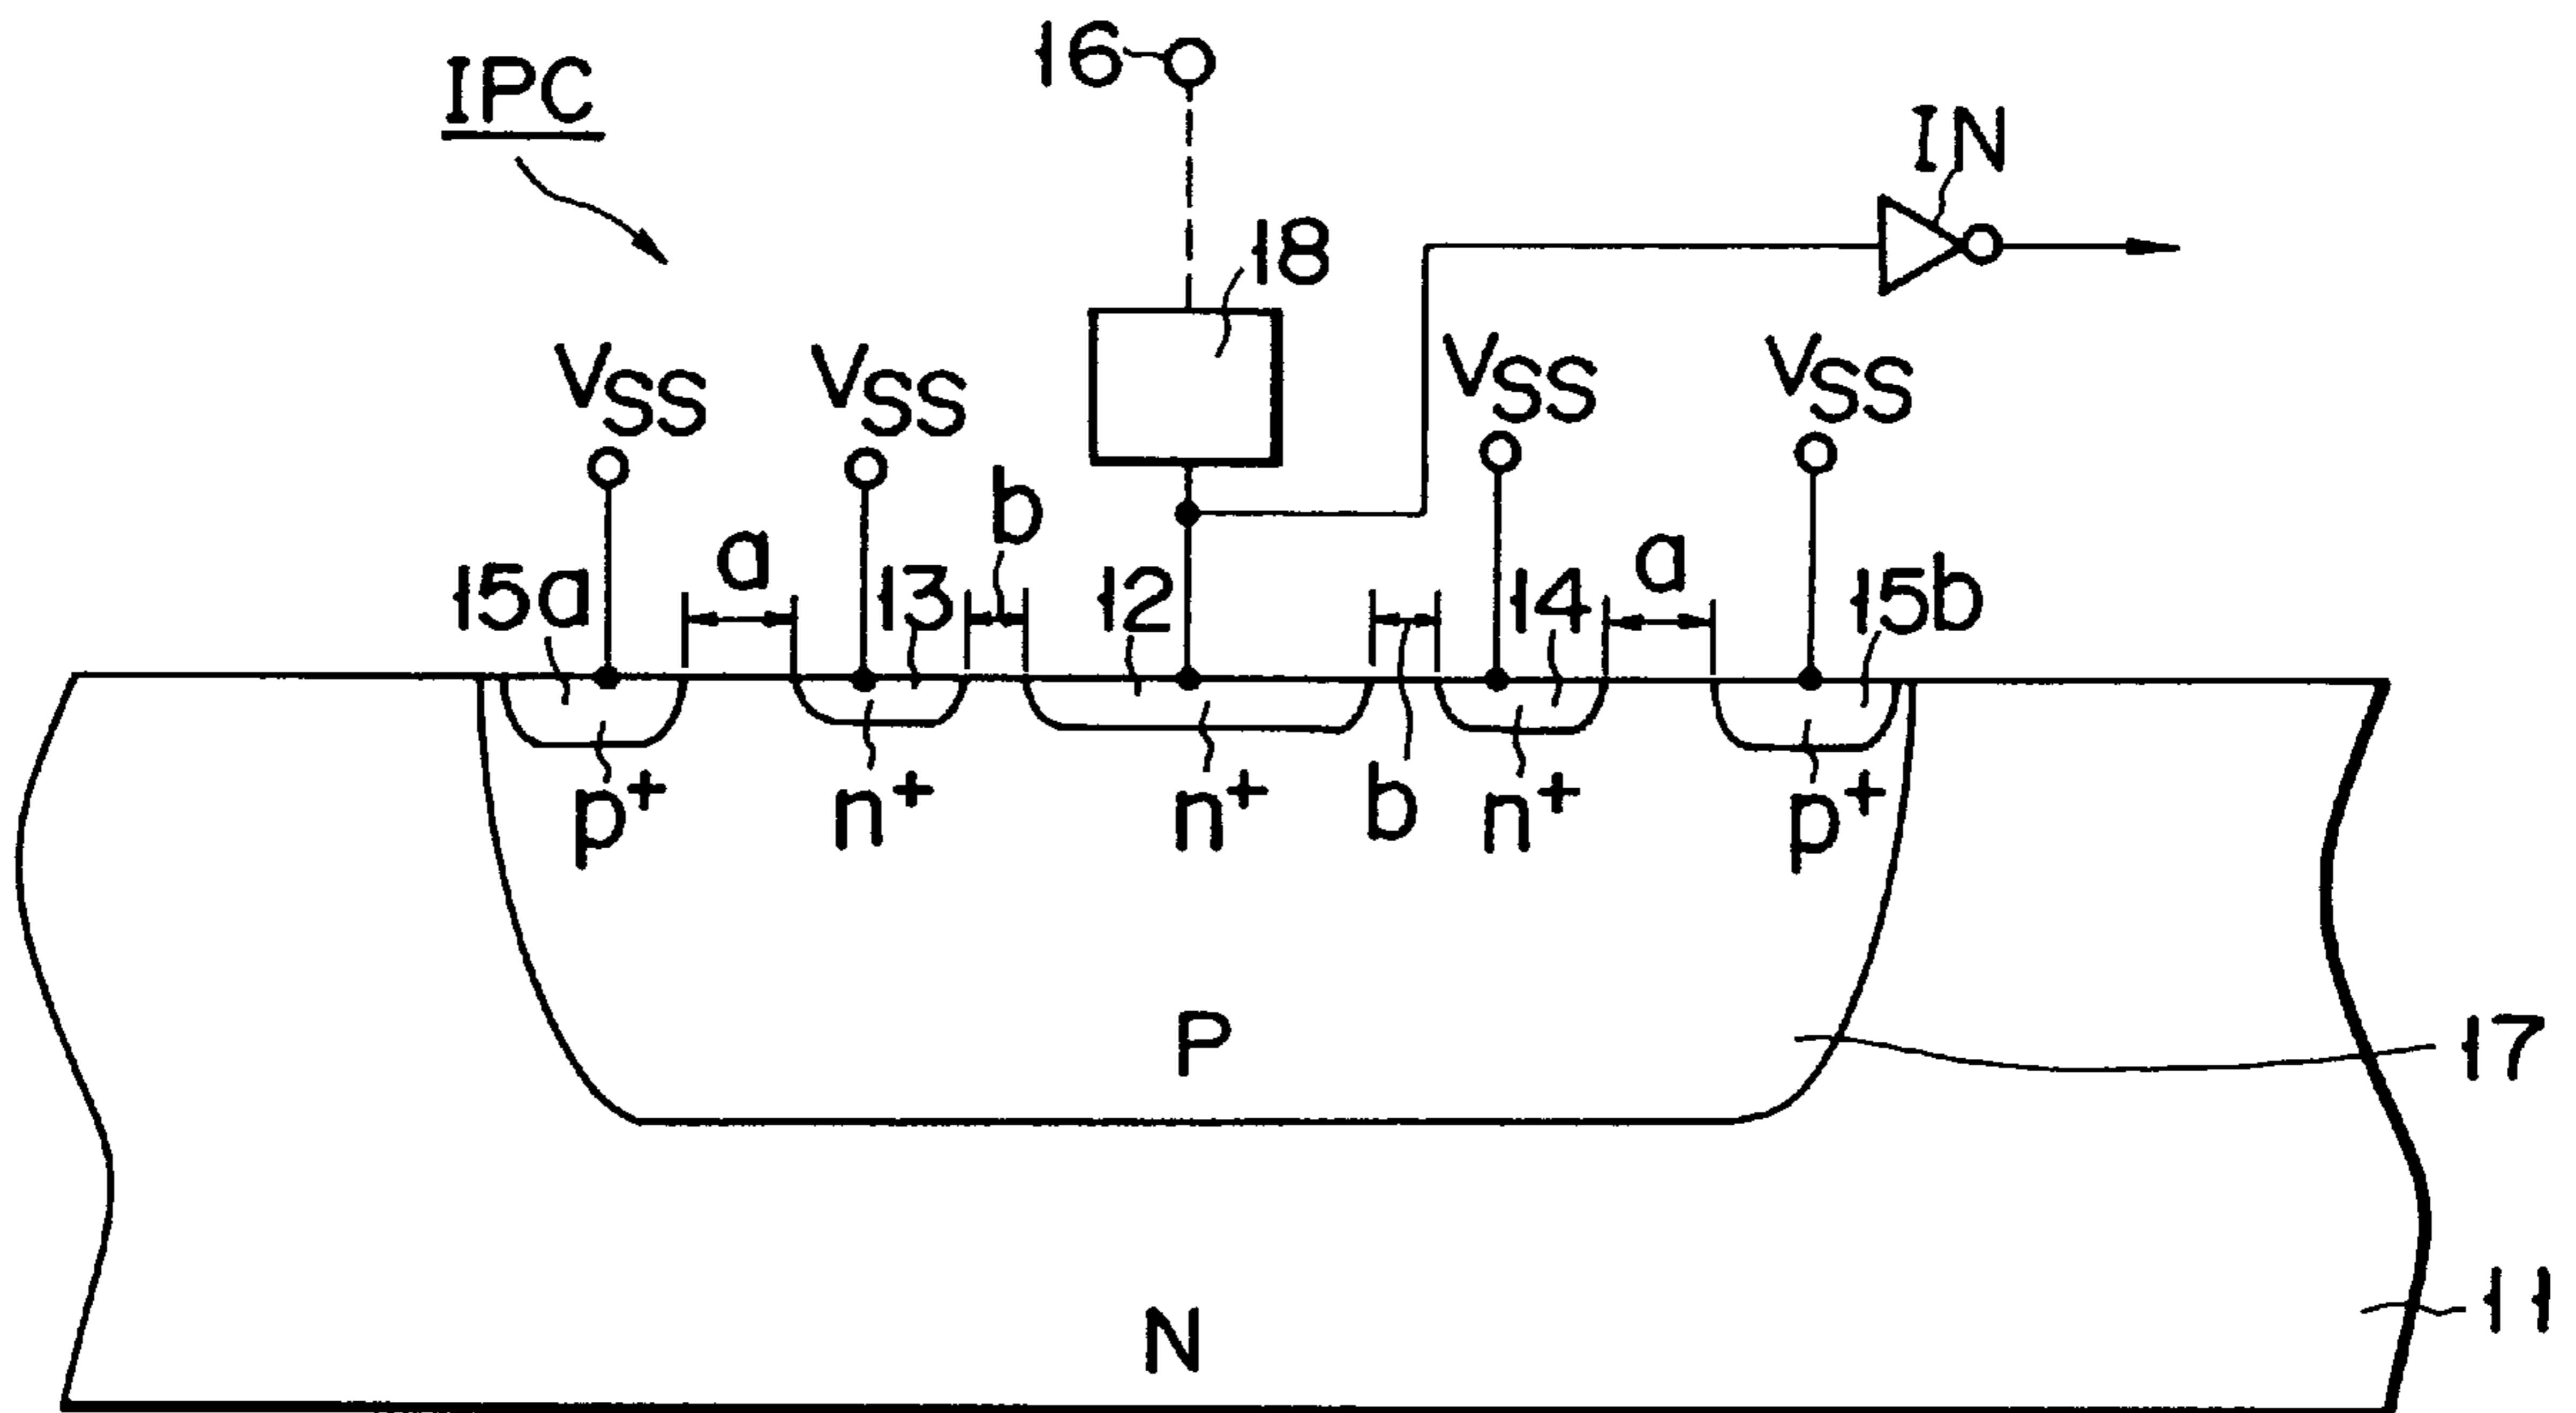 16
IPC
IN
18
VSS VSS VSS VSS
b
a a
15a 13 12 14 15b
p+ n+ n+ b n+ p+
P
17
11
N